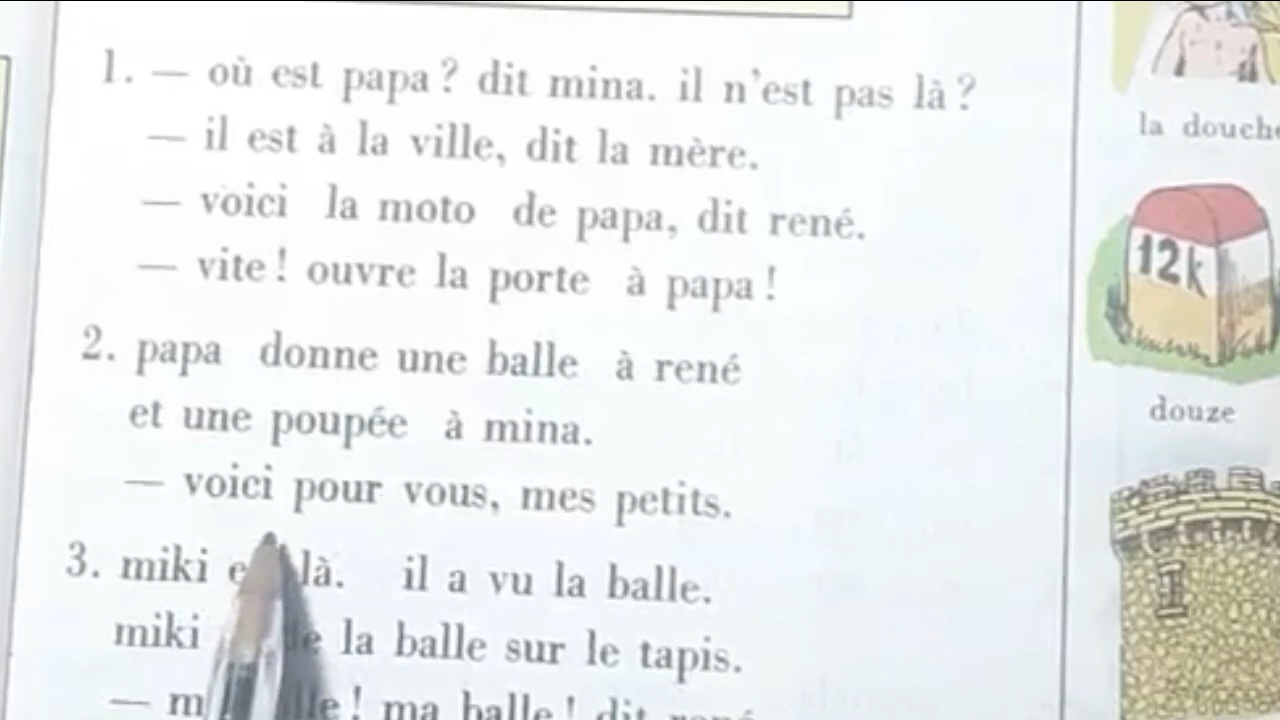 1. — où est papa? dit mina. il n'est pas là?
— il est à la ville, dit la mère.
— voici la moto de papa, dit rené.
— vite! ouvre la porte à papa!
2. papa donne une balle à rené
et une poupée à mina.
— voici pour vous, mes petits.
3. miki là. il a vu la balle.
miki la balle sur le tapis.
— ma balle! dit rené
la douche
12k
douze